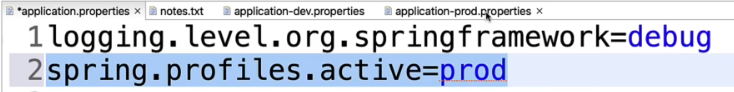 *application.properties notes.txt application-dev.properties application-prod.properties
1 logging.level.org.springframework=debug
2 spring.profiles.active=prod